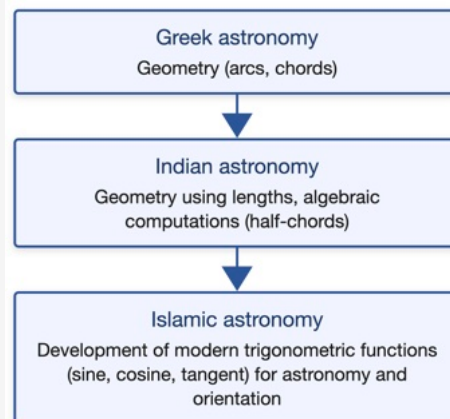 Greek astronomy
Geometry (arcs, chords)
Indian astronomy
Geometry using lengths, algebraic
computations (half-chords)
Islamic astronomy
Development of modern trigonometric functions
(sine, cosine, tangent) for astronomy and
orientation